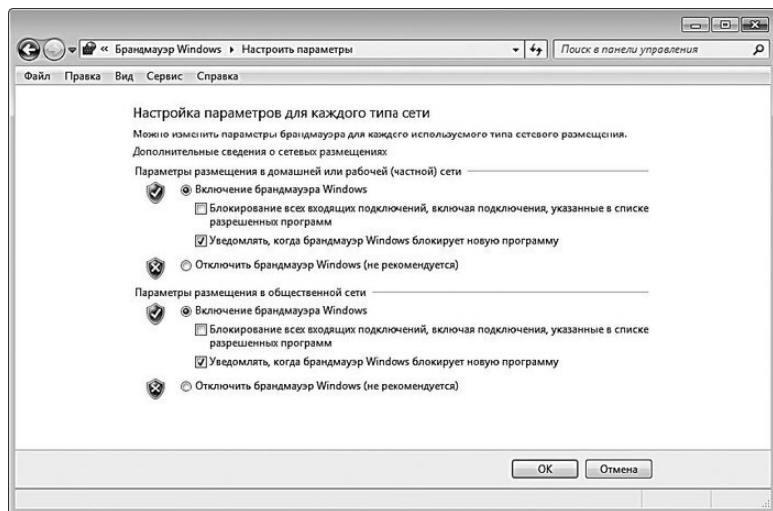 « Брандмауэр Windows ▸ Настроить параметры
Поиск в панели управления
Файл Правка Вид Сервис Справка
Настройка параметров для каждого типа сети
Можно изменить параметры брандмауэра для каждого используемого типа сетевого размещения.
Дополнительные сведения о сетевых размещениях
Параметры размещения в домашней или рабочей (частной) сети
Включение брандмауэра Windows
Блокирование всех входящих подключений, включая подключения, указанные в списке
разрешенных программ
Уведомлять, когда брандмауэр Windows блокирует новую программу
Отключить брандмауэр Windows (не рекомендуется)
Параметры размещения в общественной сети
Включение брандмауэра Windows
Блокирование всех входящих подключений, включая подключения, указанные в списке
разрешенных программ
Уведомлять, когда брандмауэр Windows блокирует новую программу
Отключить брандмауэр Windows (не рекомендуется)
OK Отмена